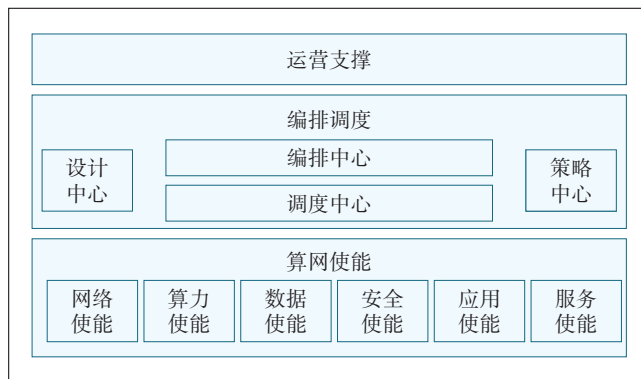 运营支撑
编排调度
设计
中心
编排中心
调度中心
策略
中心
算网使能
网络
使能
算力
使能
数据
使能
安全
使能
应用
使能
服务
使能